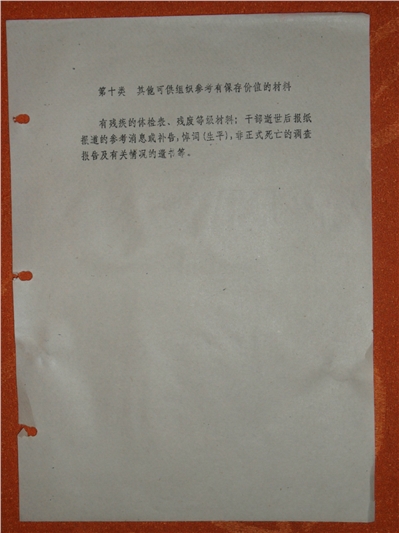 第十类 其他可供组织参考有保存价值的材料
有残疾的体检表、残废等级材料；干部逝世后报纸
报道的参考消息或补告，悼词（生平），非正式死亡的调查
报告及有关情况的遗书等。